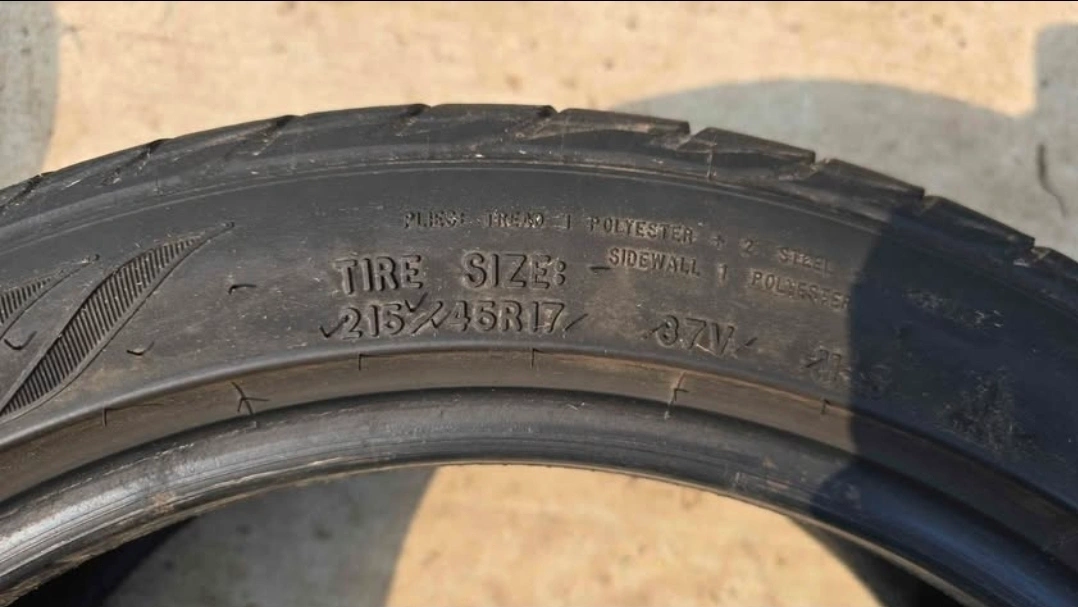 PLIES: TREAD 1 POLYESTER + 2 STEEL
SIDEWALL 1 POLYESTER
TIRE SIZE:
215/45R17 87V